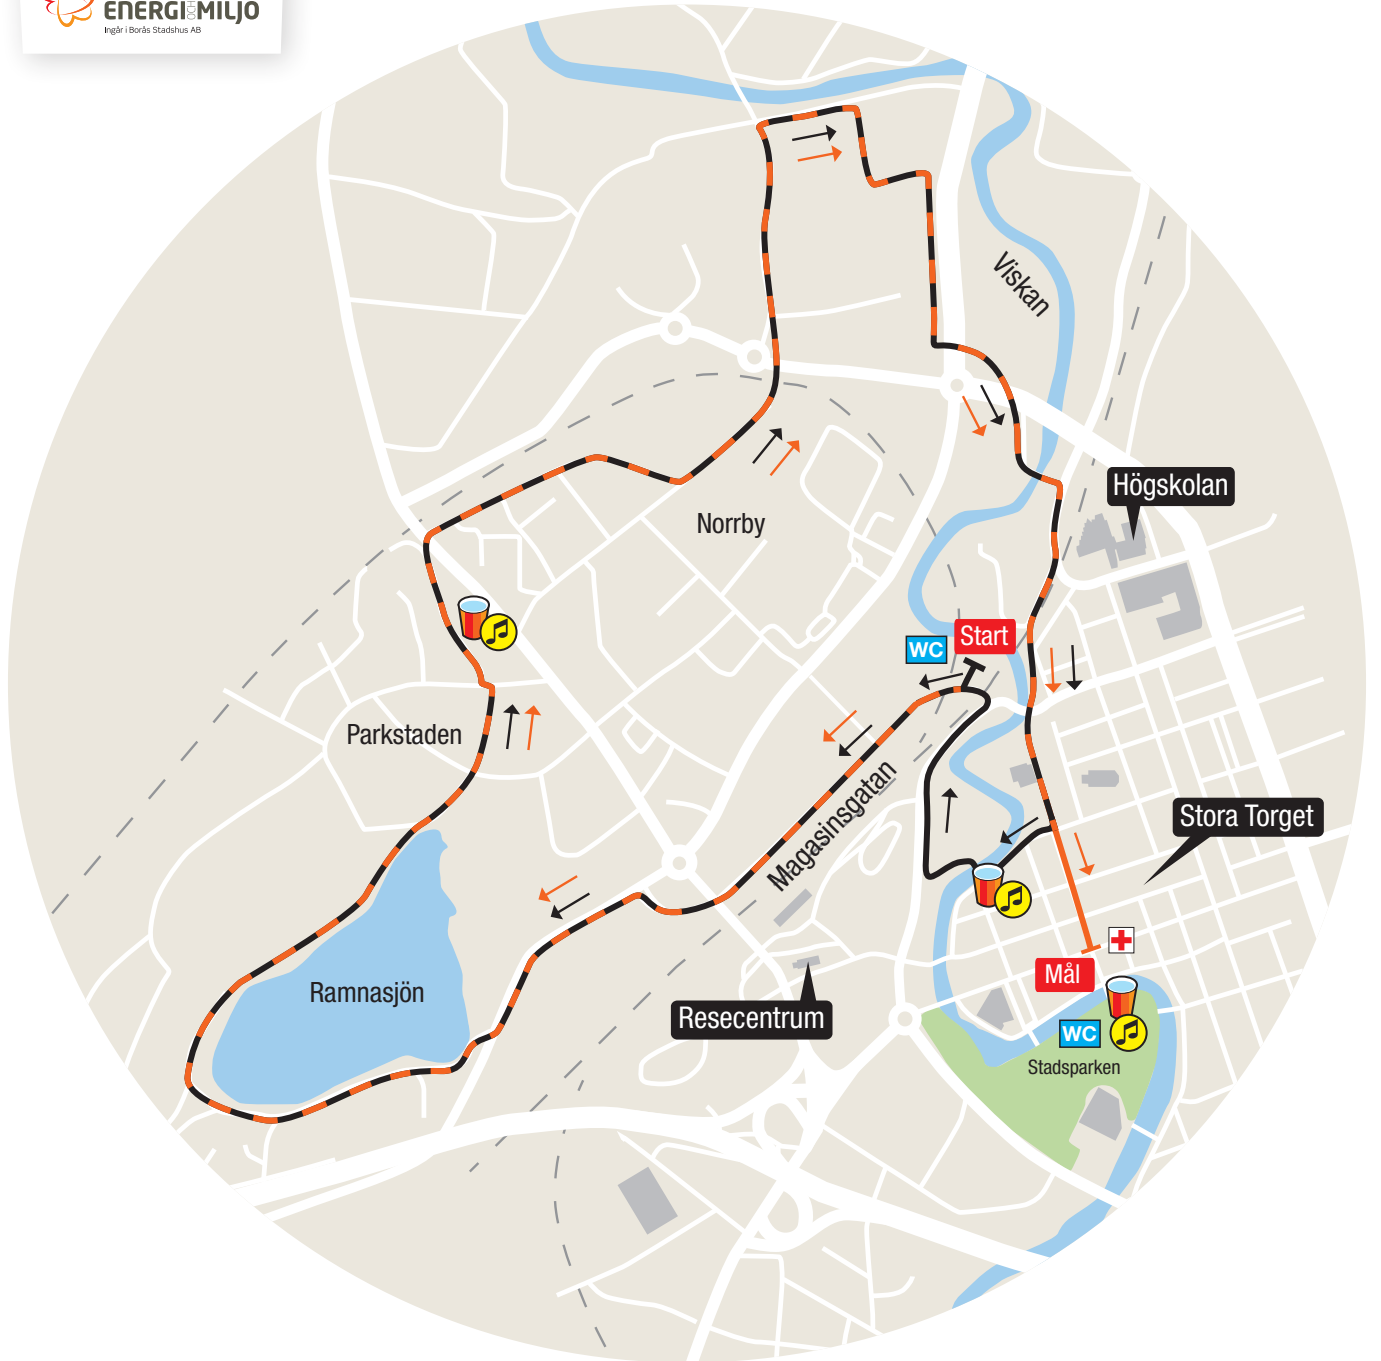 ENERGI OCH MILJÖ
Ingår i Borås Stadshus AB
Viskan
Högskolan
Norrby
Start
WC
Parkstaden
Magasinsgatan
Stora Torget
Ramnasjön
Mål
Resecentrum
WC
Stadsparken